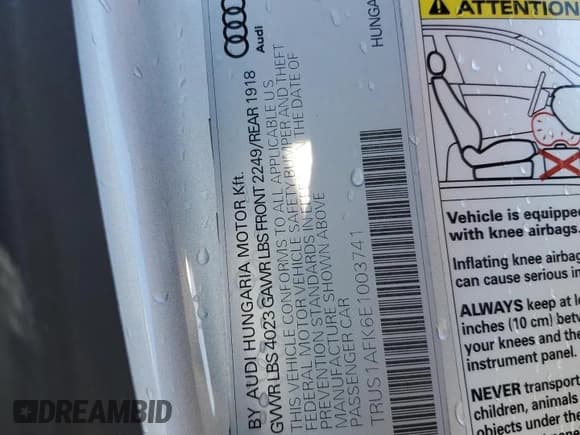 Audi
HUNGA
BY AUDI HUNGARIA MOTOR Kft.
GVWR LBS 4023 GAWR LBS FRONT 2249/REAR 1918
THIS VEHICLE CONFORMS TO ALL APPLICABLE U.S.
FEDERAL MOTOR VEHICLE SAFETY BUMPER AND THEFT
PREVENTION STANDARDS IN THE DATE OF
MANUFACTURE SHOWN ABOVE
PASSENGER CAR
TRUS1AFK6E1003741
ATTENTION
Vehicle is equipped
with knee airbags.
Inflating knee airba
can cause serious in
ALWAYS keep at le
inches (10 cm) betw
your knees and the
instrument panel.
NEVER transport
children, animals
objects under the
DREAMBID